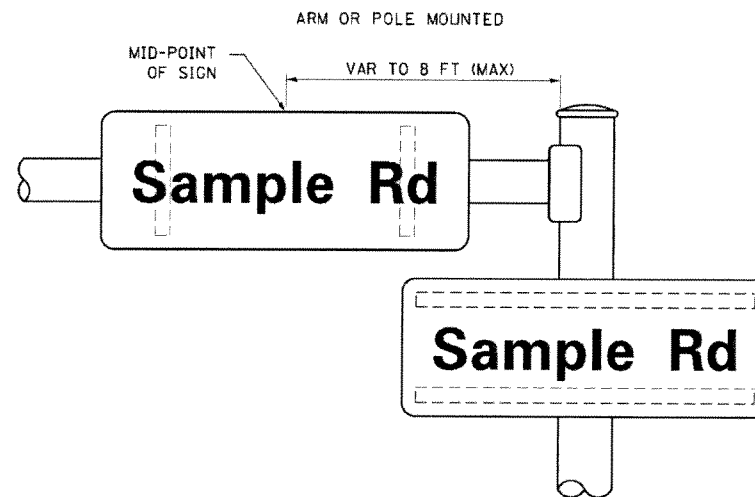 ARM OR POLE MOUNTED
MID-POINT
OF SIGN
VAR TO 8 FT (MAX)
Sample Rd
Sample Rd